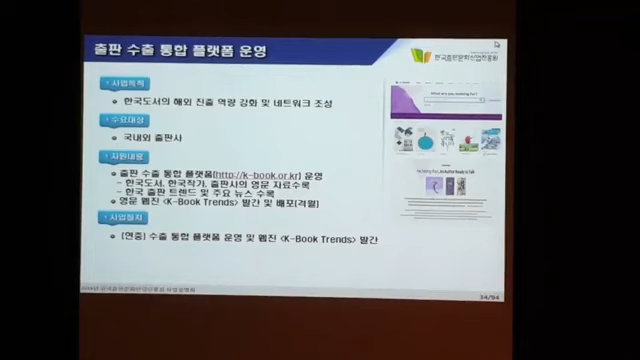 출판 수출 통합 플랫폼 운영
한국출판문화산업진흥원
사업목적
한국도서의 해외 진출 역량 강화 및 네트워크 조성
수요대상
국내외 출판사
지원내용
출판 수출 통합 플랫폼[http://k-book.or.kr] 운영
- 한국도서, 한국작가, 출판사의 영문 자료수록
- 한국 출판 트렌드 및 주요 뉴스 수록
영문 웹진 <K-Book Trends> 발간 및 배포[격월]
사업절차
[연중] 수출 통합 플랫폼 운영 및 웹진 <K-Book Trends> 발간
What are you looking for?
34/94